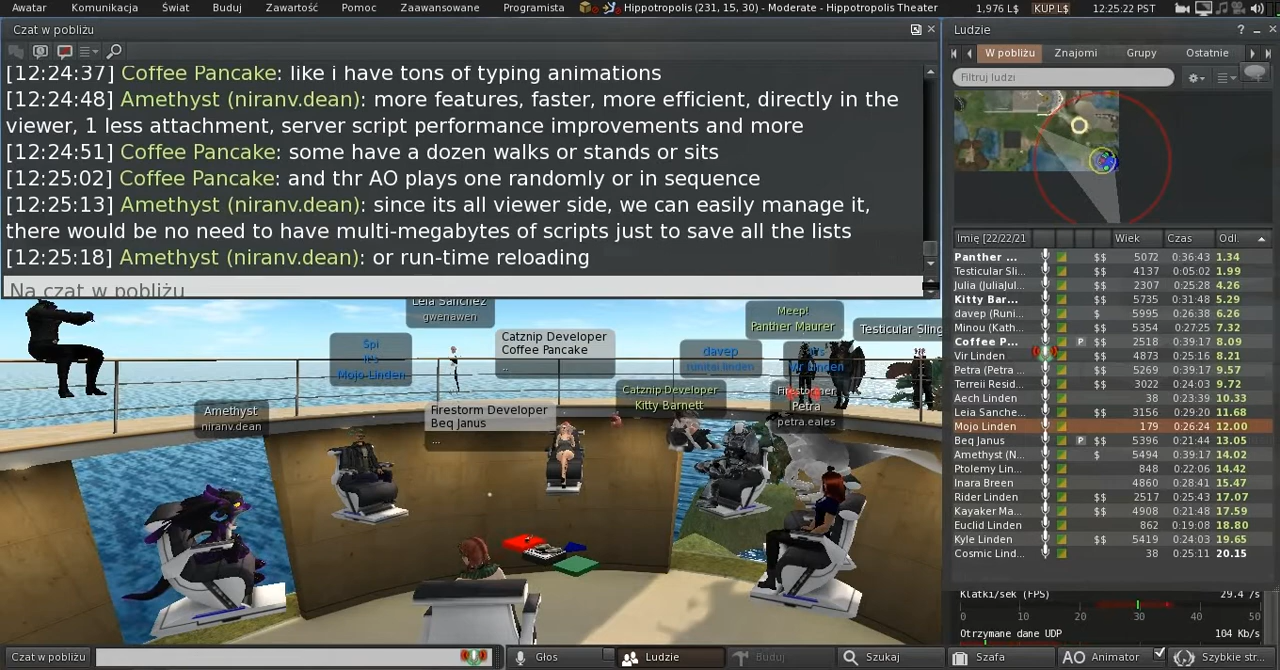 Awatar Komunikacja Świat Buduj Zawartość Pomoc Zaawansowane Programista Hippotropolis (231, 15, 30) - Moderate - Hippotropolis Theater 1,976 L$ KUP L$ 12:25:22 PST
Czat w pobliżu
[12:24:37] Coffee Pancake: like i have tons of typing animations
[12:24:48] Amethyst (niranv.dean): more features, faster, more efficient, directly in the
viewer, 1 less attachment, server script performance improvements and more
[12:24:51] Coffee Pancake: some have a dozen walks or stands or sits
[12:25:02] Coffee Pancake: and thr AO plays one randomly or in sequence
[12:25:13] Amethyst (niranv.dean): since its all viewer side, we can easily manage it,
there would be no need to have multi-megabytes of scripts just to save all the lists
[12:25:18] Amethyst (niranv.dean): or run-time reloading
Na czat w pobliżu
Leia Sanchez
gwenawen
Meep!
Panther Maurer
Testicular Sling
Spi
Mojo Linden
Catznip Developer
Coffee Pancake
..
davep
runitai.linden
Vir Linden
Catznip Developer
Kitty Barnett
Firestormer
Petra
petra.eales
Amethyst
niranv.dean
Firestorm Developer
Beq Janus
...
Ludzie
W pobliżu Znajomi Grupy Ostatnie
Filtruj ludzi
Imię [22/22/21 Wiek Czas Odl.
Panther ... $$ 5072 0:36:43 1.34
Testicular Sli... $$ 4137 0:05:02 1.99
Julia (JuliaJul... $$ 2307 0:25:28 4.26
Kitty Bar... $$ 5735 0:31:48 5.29
davep (Runi... $ 5995 0:26:38 6.26
Minou (Kath... $$ 5354 0:27:25 7.32
Coffee P... P $$ 2518 0:39:17 8.09
Vir Linden $$ 4873 0:25:16 8.21
Petra (Petra ... $$ 5269 0:39:17 9.57
Terreii Resid... $$ 3022 0:24:03 9.72
Aech Linden 38 0:23:39 10.33
Leia Sanche... $$ 3156 0:29:20 11.68
Mojo Linden 179 0:26:24 12.00
Beq Janus P $$ 5396 0:21:44 13.05
Amethyst (N... $ 5494 0:39:17 14.02
Ptolemy Lin... 848 0:22:06 14.42
Inara Breen 4860 0:28:41 15.47
Rider Linden $$ 2517 0:25:43 17.07
Kayaker Ma... $$ 4908 0:21:48 17.59
Euclid Linden 862 0:19:08 18.80
Kyle Linden $$ 5419 0:24:03 19.65
Cosmic Lind... 38 0:25:11 20.15
Klatki/sek (FPS) 29.4 /s
0 10 20 30 40 50
Otrzymane dane UDP 104 Kb/s
Czat w pobliżu Głos Ludzie Buduj Szukaj Szafa AO Animator Szybkie str...